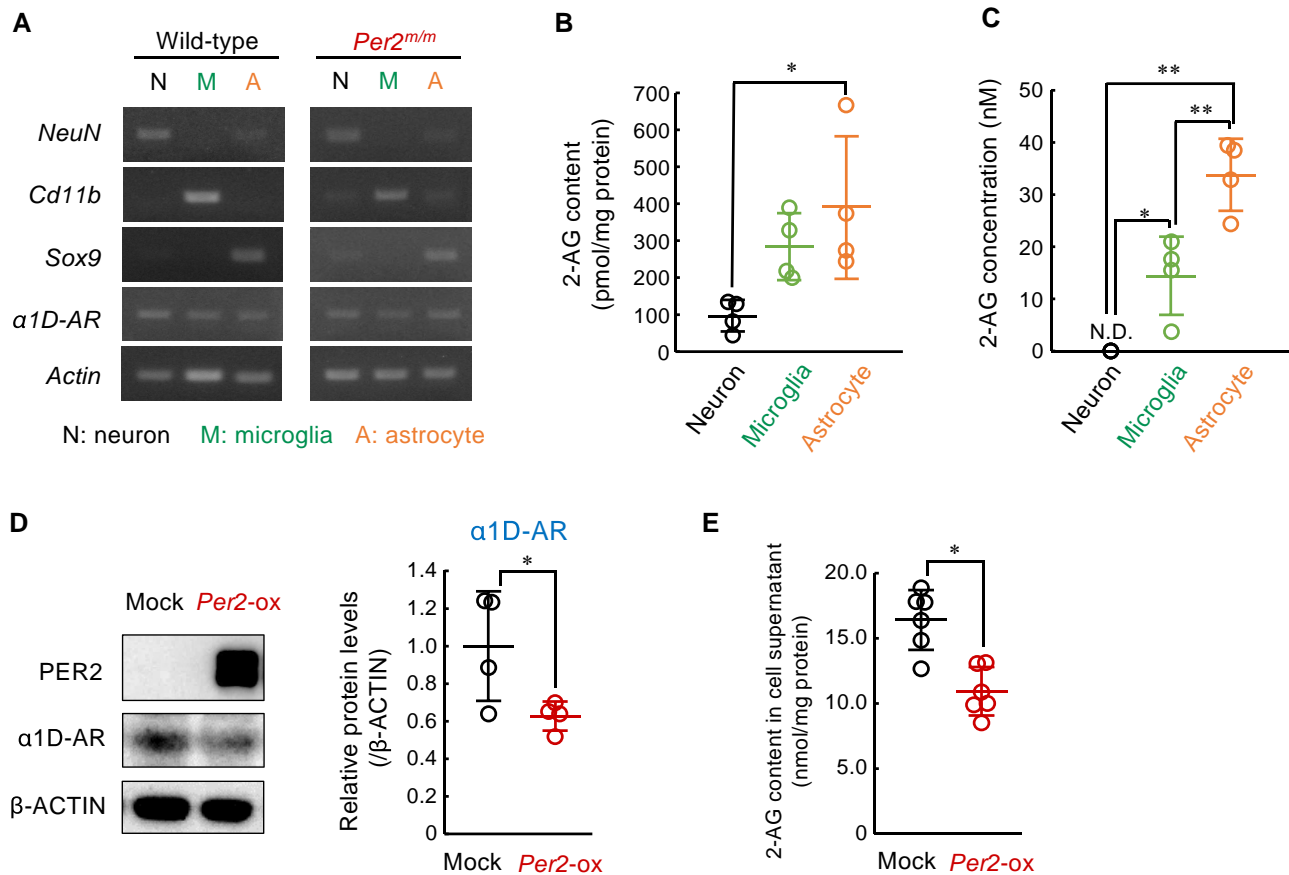 A
Wild-type
Per2m/m
N M A
N M A
NeuN
Cd11b
Sox9
α1D-AR
Actin
N: neuron M: microglia A: astrocyte
B
*
2-AG content
(pmol/mg protein)
700
600
500
400
300
200
100
0
Neuron
Microglia
Astrocyte
C
**
**
*
N.D.
2-AG concentration (nM)
50
40
30
20
10
0
Neuron
Microglia
Astrocyte
D
Mock Per2-ox
PER2
α1D-AR
β-ACTIN
α1D-AR
*
Relative protein levels
(/β-ACTIN)
1.4
1.2
1.0
0.8
0.6
0.4
0.2
0
Mock Per2-ox
E
*
2-AG content in cell supernatant
(nmol/mg protein)
20.0
15.0
10.0
5.0
0
Mock Per2-ox